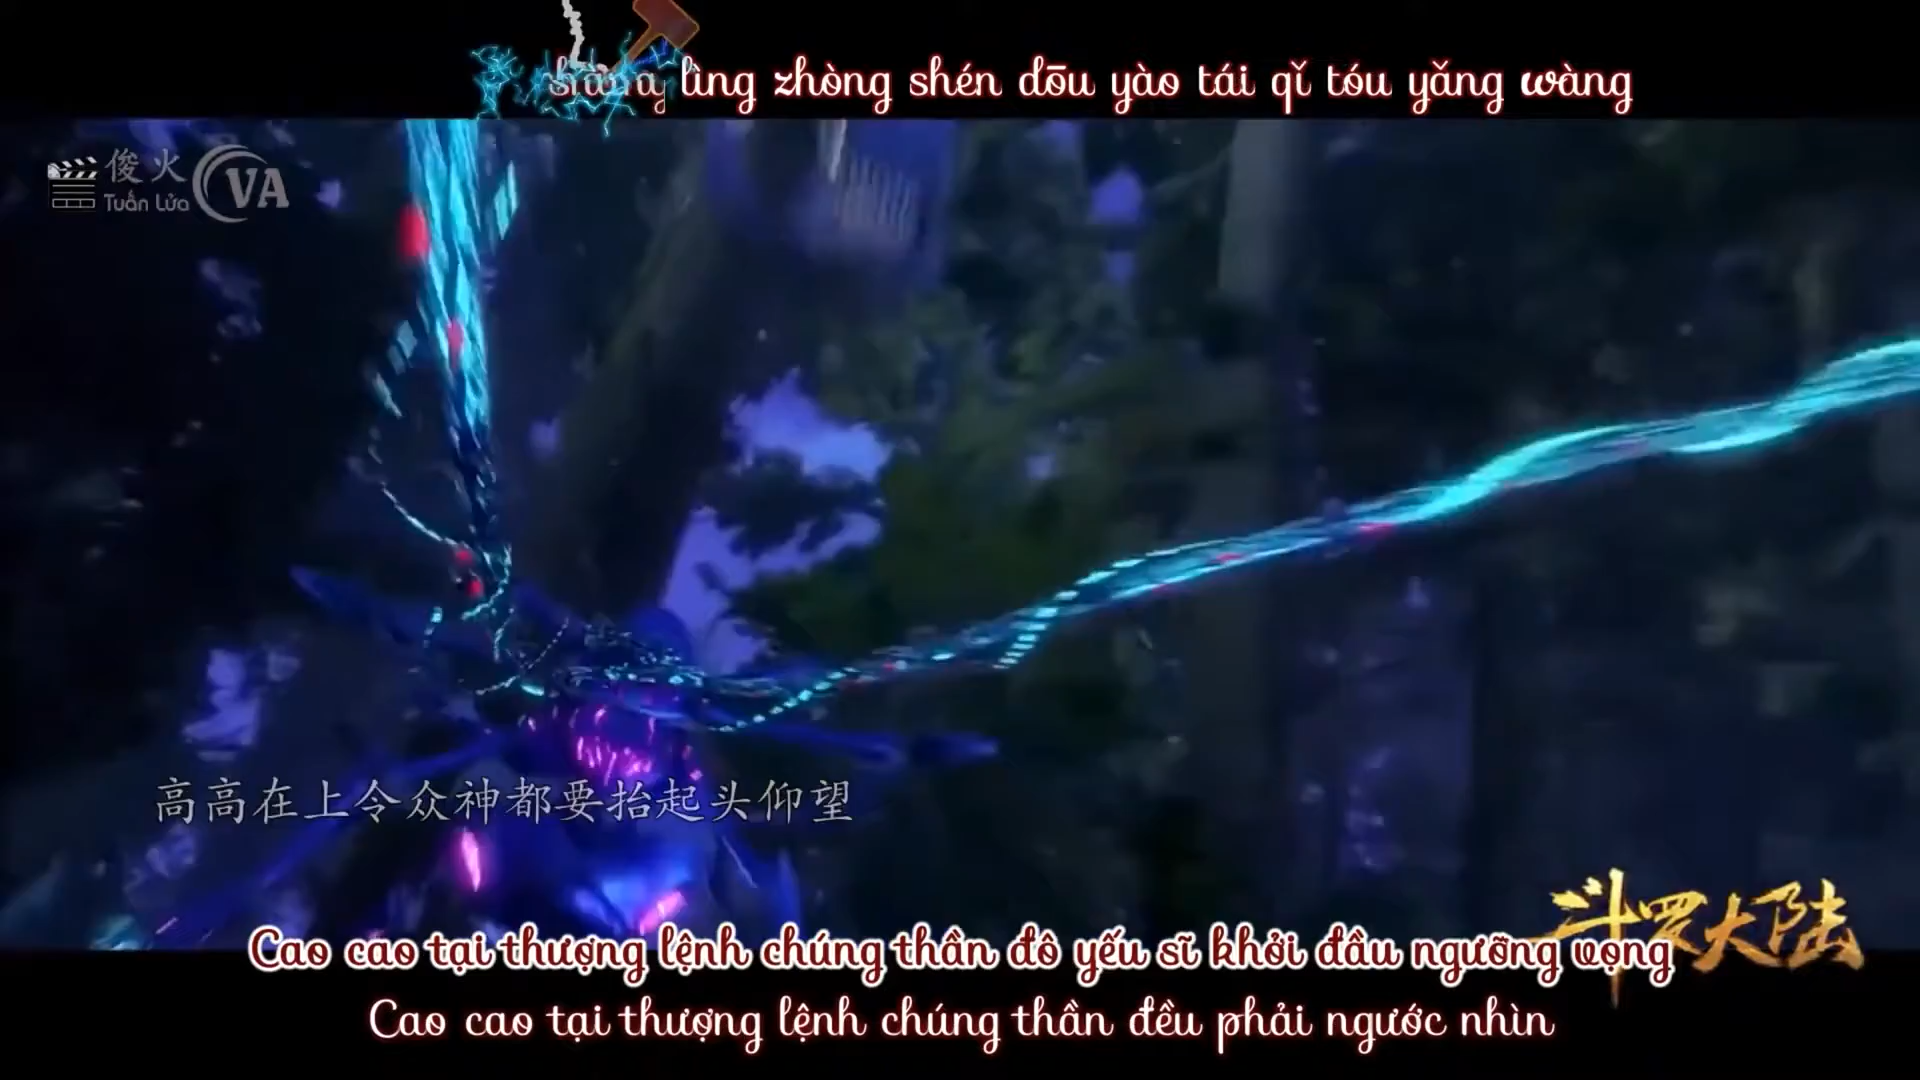 shàng lìng zhòng shén dōu yào tái qǐ tóu yǎng wàng
俊火
Tuấn Lửa
VA
高高在上令众神都要抬起头仰望
斗罗大陆
Cao cao tại thượng lệnh chúng thần đô yếu sĩ khởi đầu ngưỡng vọng
Cao cao tại thượng lệnh chúng thần đều phải ngước nhìn